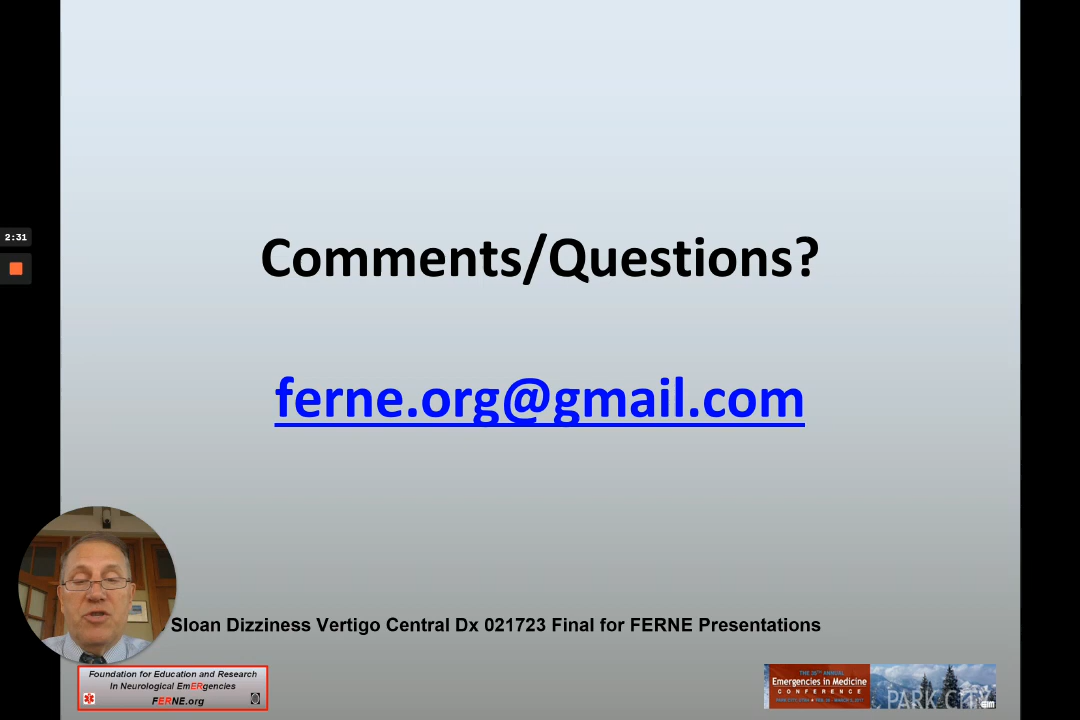 Comments/Questions?
ferne.org@gmail.com
2:31
Sloan Dizziness Vertigo Central Dx 021723 Final for FERNE Presentations
Foundation for Education and Research
In Neurological EmERgencies
FERNE.org
Emergencies in Medicine
CONFERENCE
PARK CITY
EIM